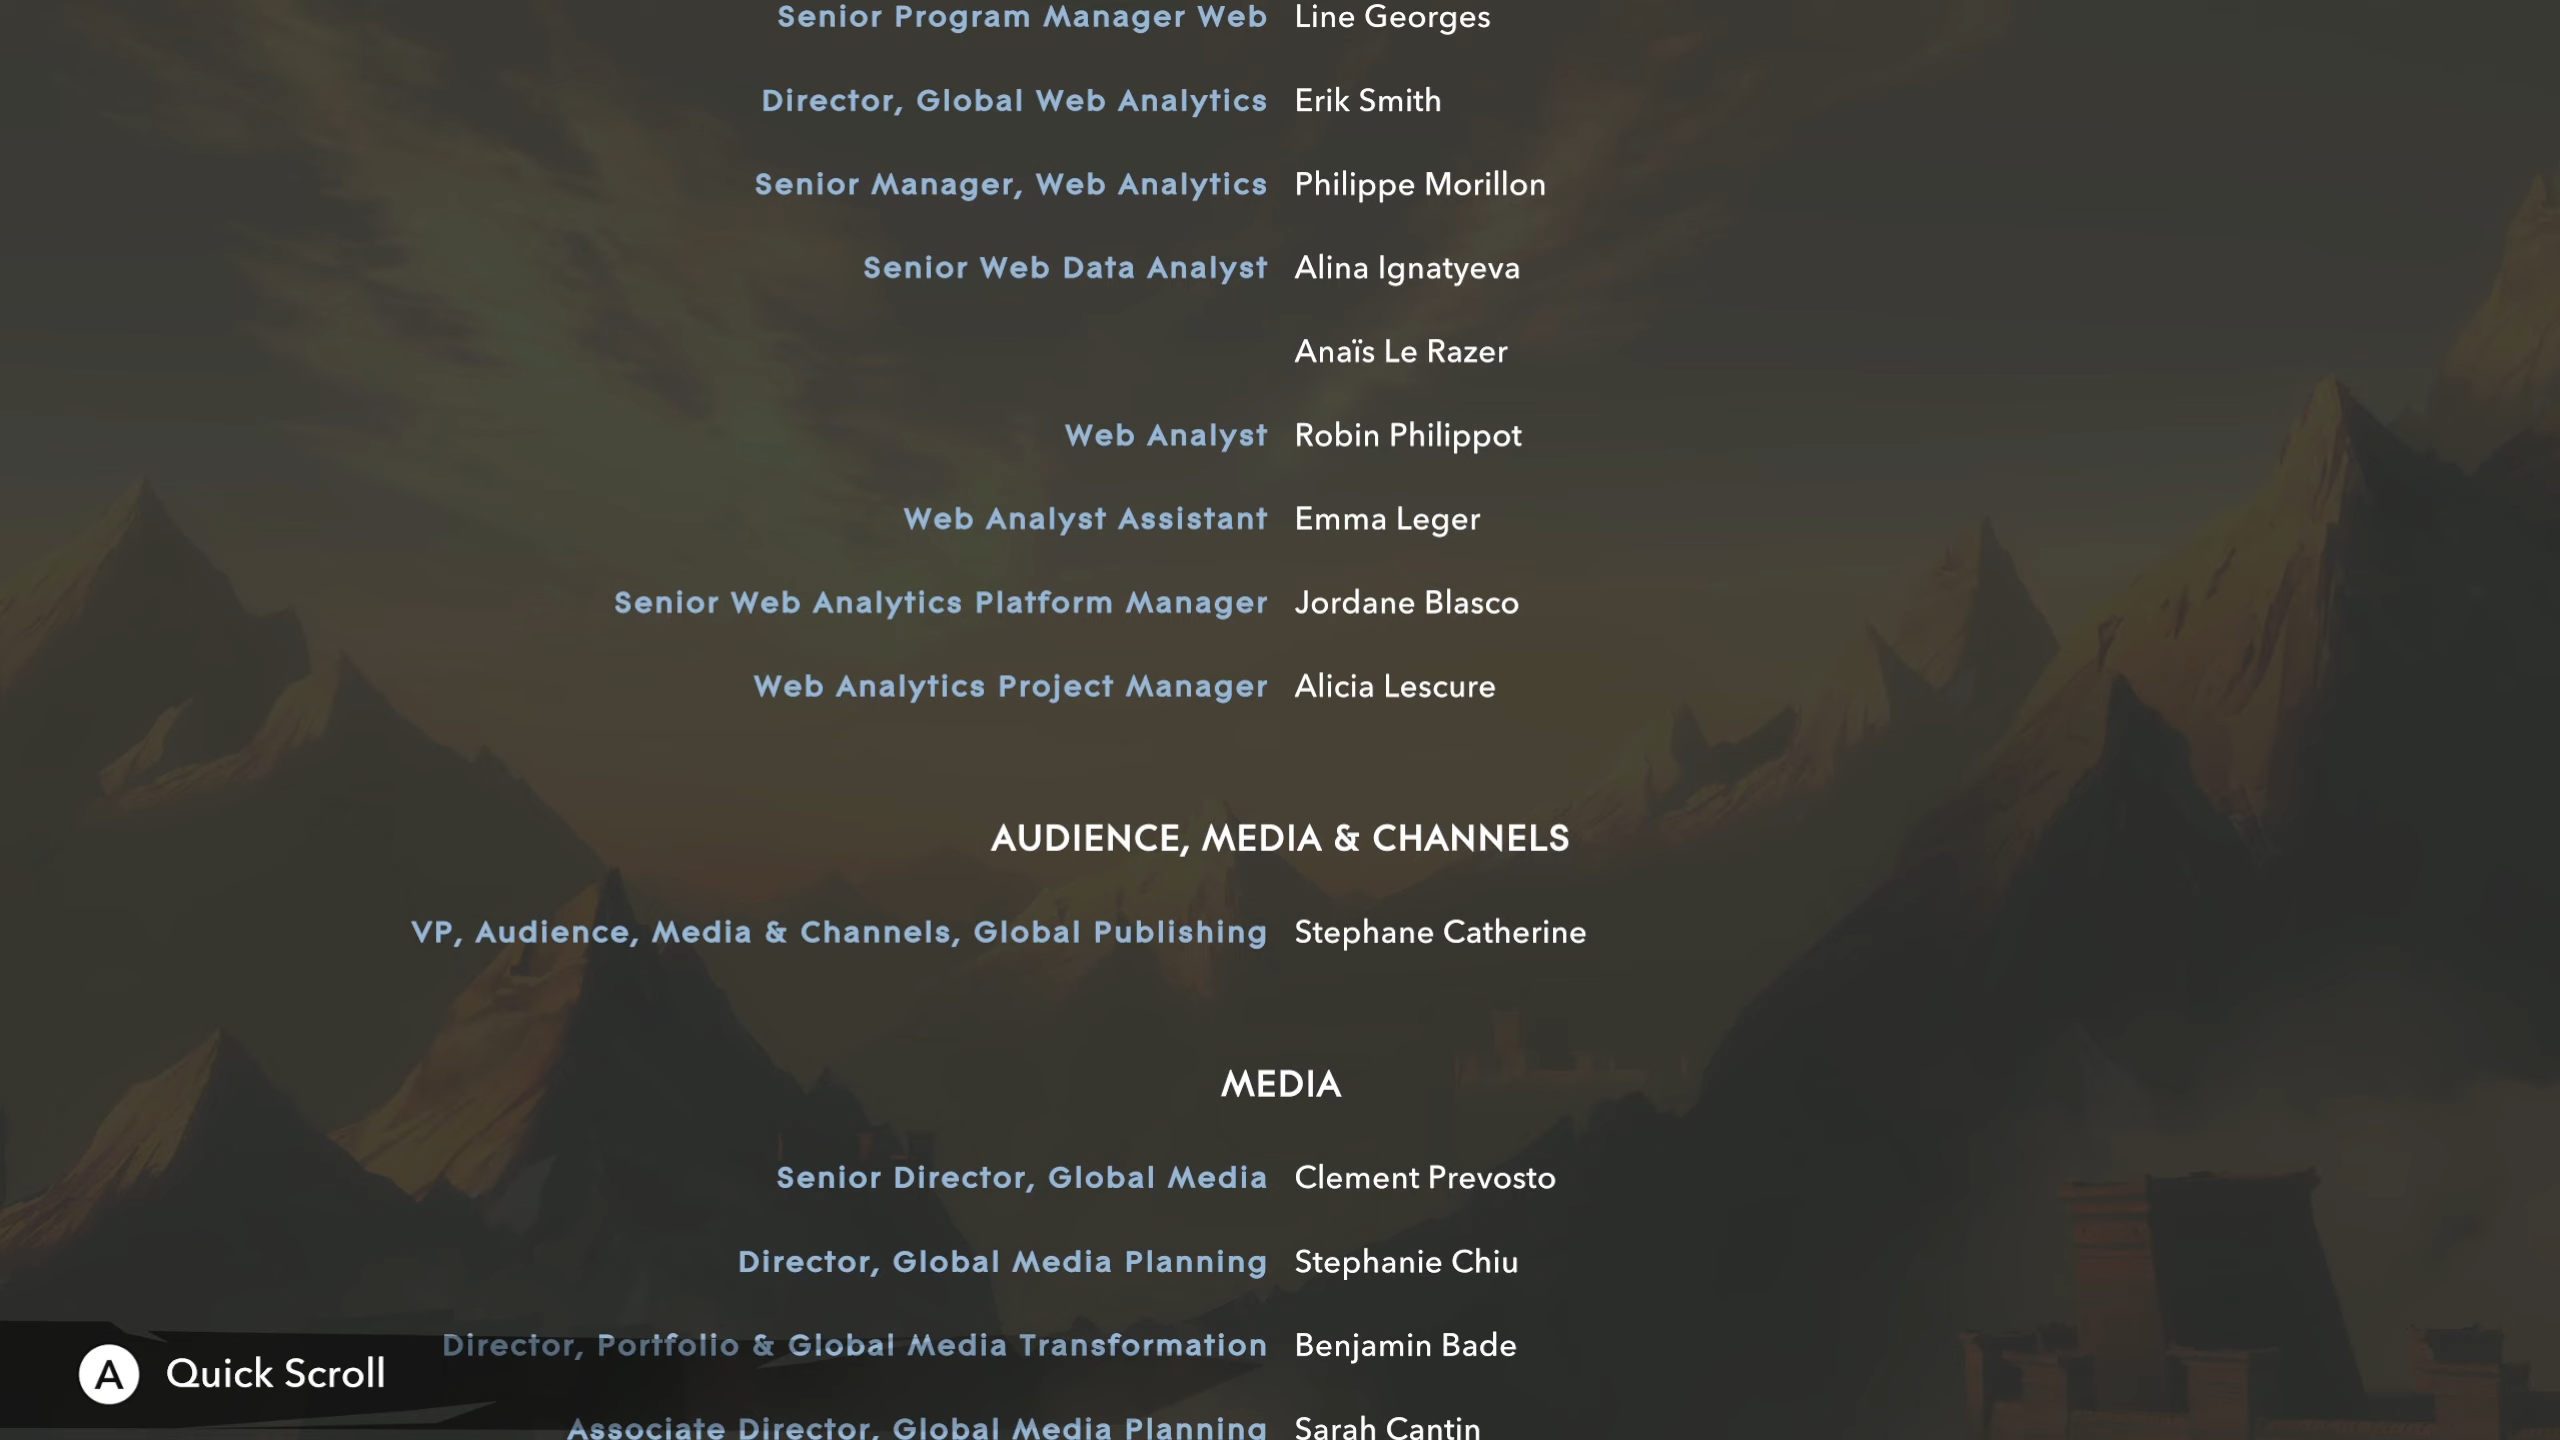 Senior Program Manager Web Line Georges
Director, Global Web Analytics Erik Smith
Senior Manager, Web Analytics Philippe Morillon
Senior Web Data Analyst Alina Ignatyeva
Anaïs Le Razer
Web Analyst Robin Philippot
Web Analyst Assistant Emma Leger
Senior Web Analytics Platform Manager Jordane Blasco
Web Analytics Project Manager Alicia Lescure
AUDIENCE, MEDIA & CHANNELS
VP, Audience, Media & Channels, Global Publishing Stephane Catherine
MEDIA
Senior Director, Global Media Clement Prevosto
Director, Global Media Planning Stephanie Chiu
Director, Portfolio & Global Media Transformation Benjamin Bade
A Quick Scroll
Associate Director, Global Media Planning Sarah Cantin